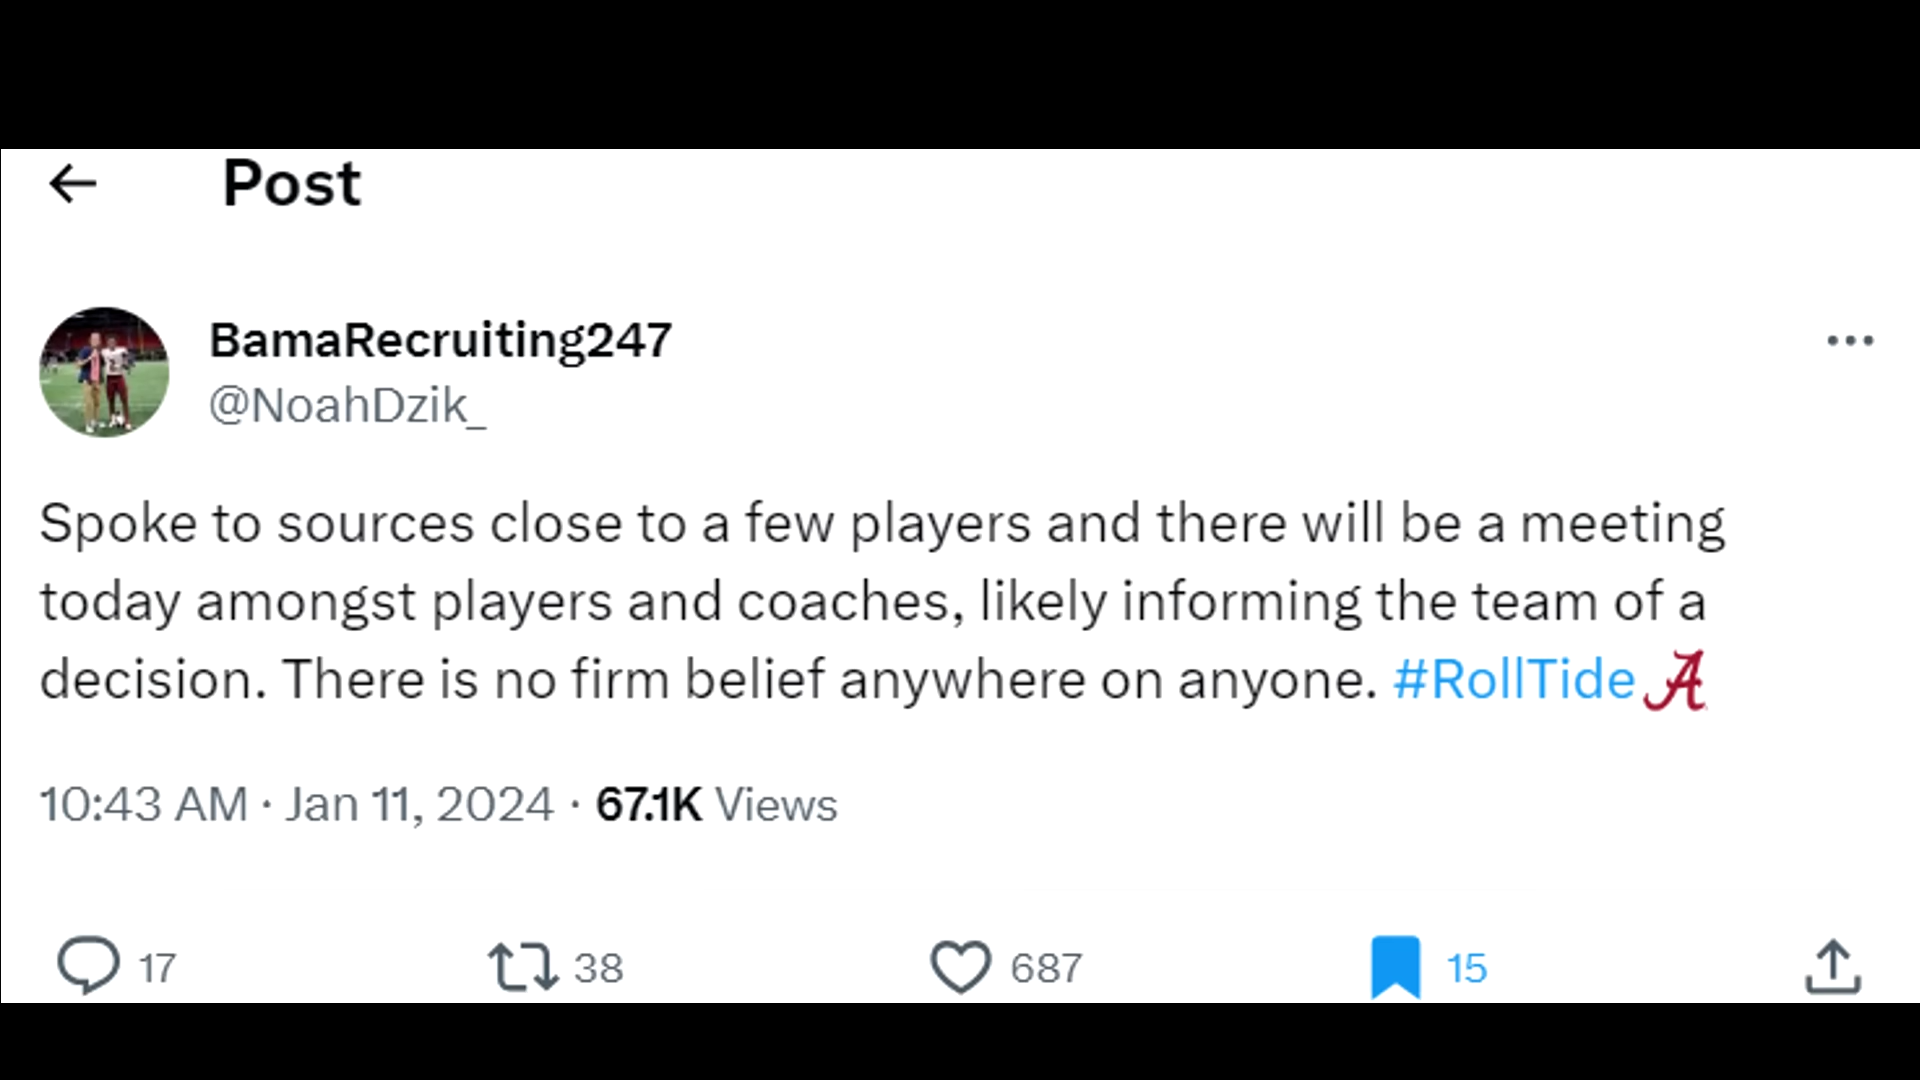 Post
BamaRecruiting247
@NoahDzik_
Spoke to sources close to a few players and there will be a meeting
today amongst players and coaches, likely informing the team of a
decision. There is no firm belief anywhere on anyone. #RollTide A
10:43 AM · Jan 11, 2024 · 67.1K Views
17 38 687 15